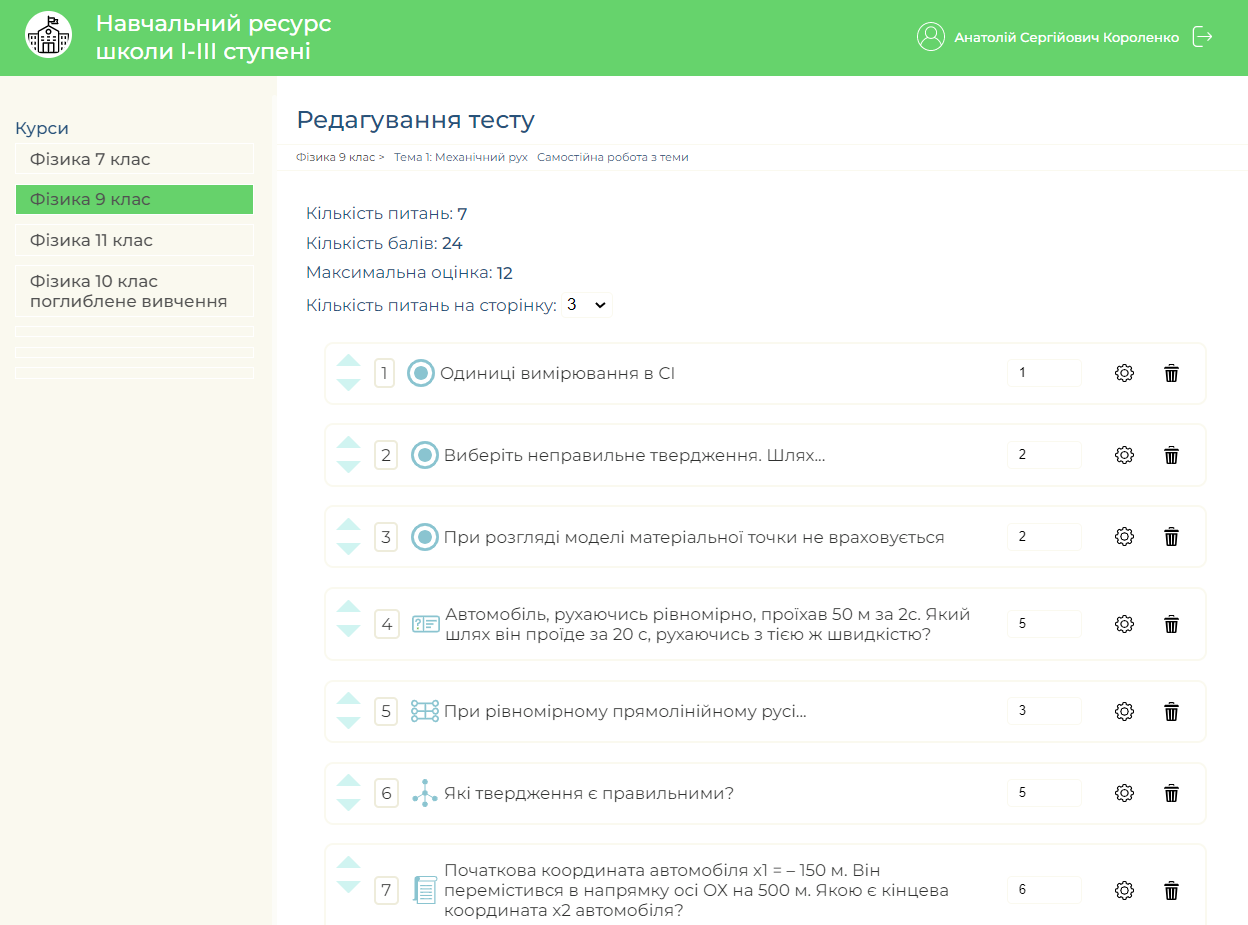 Навчальний ресурс
школи І-ІІІ ступені
Анатолій Сергійович Короленко
Курси
Фізика 7 клас
Фізика 9 клас
Фізика 11 клас
Фізика 10 клас
поглиблене вивчення
Редагування тесту
Фізика 9 клас > Тема 1: Механічний рух Самостійна робота з теми
Кількість питань: 7
Кількість балів: 24
Максимальна оцінка: 12
Кількість питань на сторінку: 3
1 Одиниці вимірювання в СІ 1
2 Виберіть неправильне твердження. Шлях... 2
3 При розгляді моделі матеріальної точки не враховується 2
4 Автомобіль, рухаючись рівномірно, проїхав 50 м за 2с. Який
шлях він проїде за 20 с, рухаючись з тією ж швидкістю? 5
5 При рівномірному прямолінійному русі... 3
6 Які твердження є правильними? 5
7 Початкова координата автомобіля х1 = – 150 м. Він
перемістився в напрямку осі ОХ на 500 м. Якою є кінцева
координата х2 автомобіля? 6